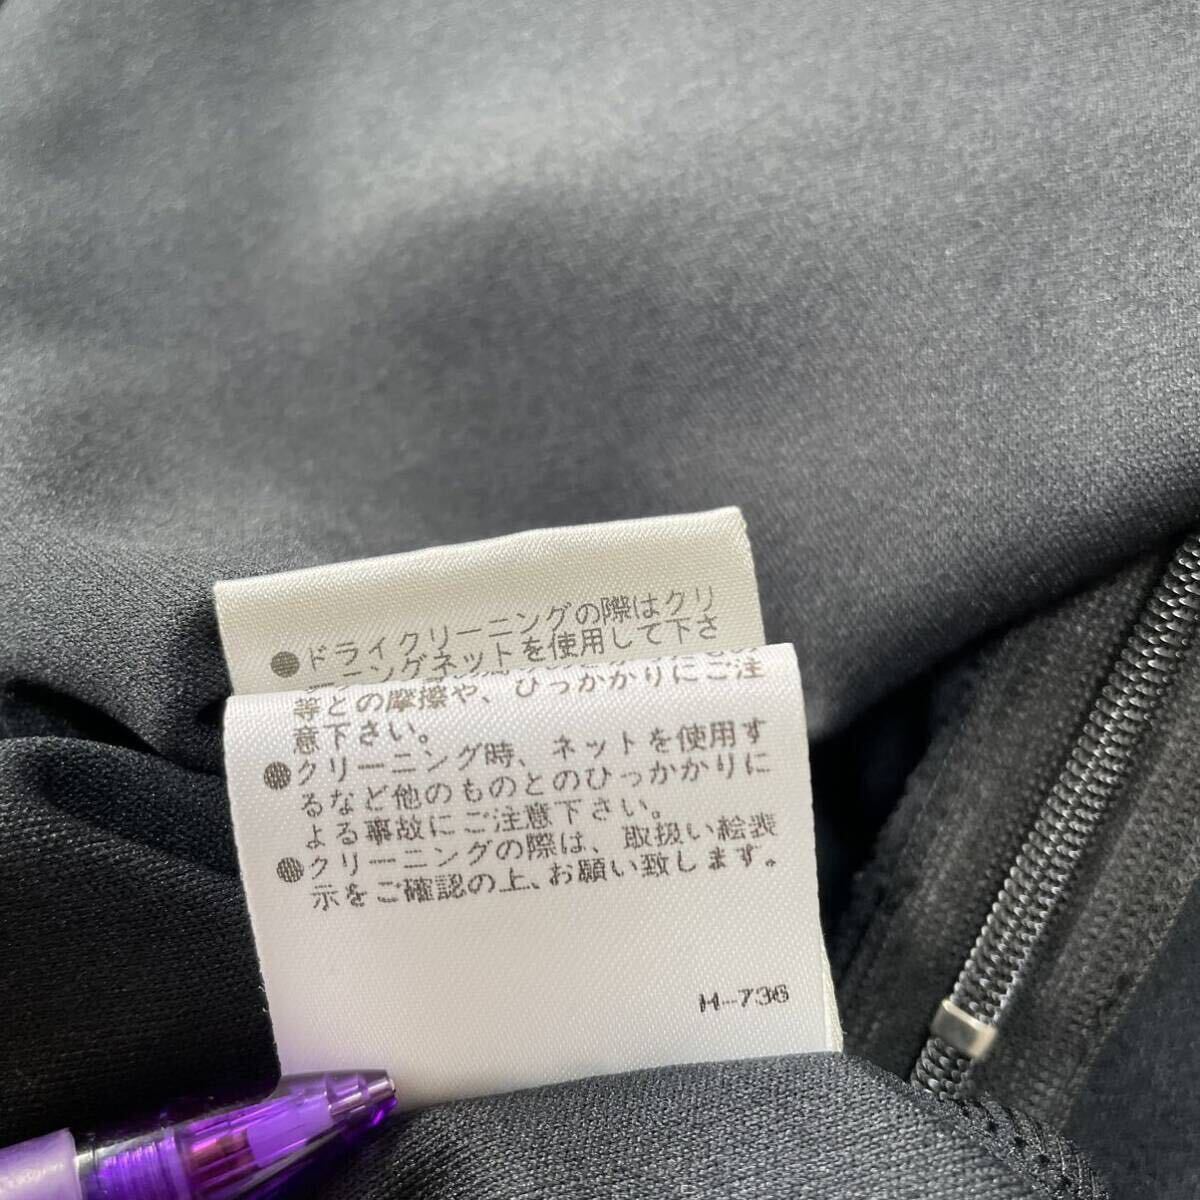 ●ドライクリーニングの際はクリ
ーニングネットを使用して下さ
等との摩擦や、ひっかかりにご注
意下さい。
●クリーニング時、ネットを使用す
るなど他のものとのひっかかりに
よる事故にご注意下さい。
●クリーニングの際は、取扱い絵表
示をご確認の上、お願い致します。
H-736